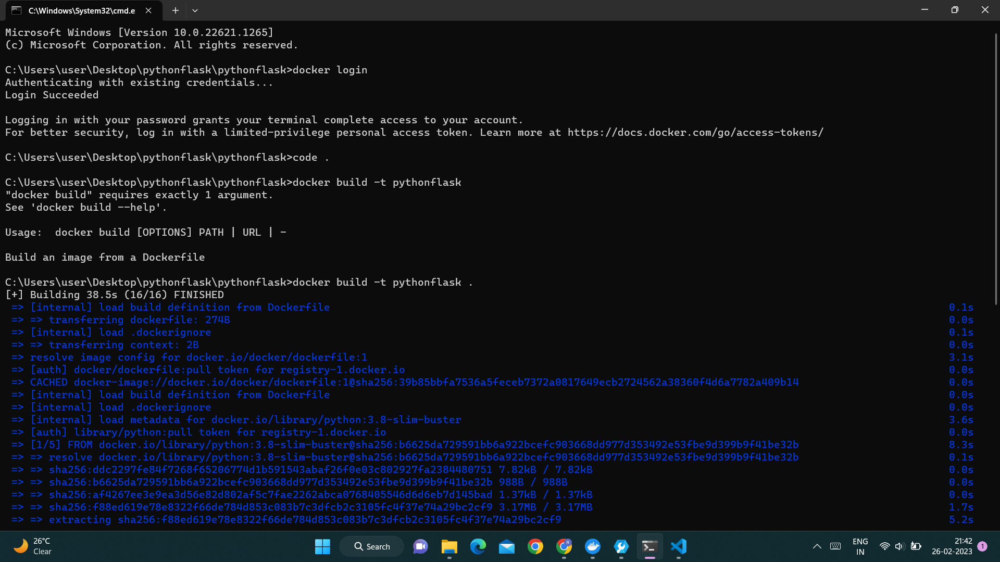 C:\Windows\System32\cmd.e
Microsoft Windows [Version 10.0.22621.1265]
(c) Microsoft Corporation. All rights reserved.
C:\Users\user\Desktop\pythonflask\pythonflask>docker login
Authenticating with existing credentials...
Login Succeeded
Logging in with your password grants your terminal complete access to your account.
For better security, log in with a limited-privilege personal access token. Learn more at https://docs.docker.com/go/access-tokens/
C:\Users\user\Desktop\pythonflask\pythonflask>code .
C:\Users\user\Desktop\pythonflask\pythonflask>docker build -t pythonflask
"docker build" requires exactly 1 argument.
See 'docker build --help'.
Usage:  docker build [OPTIONS] PATH | URL | -
Build an image from a Dockerfile
C:\Users\user\Desktop\pythonflask\pythonflask>docker build -t pythonflask .
[+] Building 38.5s (16/16) FINISHED
=> [internal] load build definition from Dockerfile 0.1s
=> => transferring dockerfile: 274B 0.0s
=> [internal] load .dockerignore 0.1s
=> => transferring context: 2B 0.0s
=> resolve image config for docker.io/docker/dockerfile:1 3.1s
=> [auth] docker/dockerfile:pull token for registry-1.docker.io 0.0s
=> CACHED docker-image://docker.io/docker/dockerfile:1@sha256:39b85bbfa7536a5feceb7372a0817649ecb2724562a38360f4d6a7782a409b14 0.0s
=> [internal] load build definition from Dockerfile 0.0s
=> [internal] load .dockerignore 0.0s
=> [internal] load metadata for docker.io/library/python:3.8-slim-buster 3.6s
=> [auth] library/python:pull token for registry-1.docker.io 0.0s
=> [1/5] FROM docker.io/library/python:3.8-slim-buster@sha256:b6625da729591bb6a922bcefc903668dd977d353492e53fbe9d399b9f41be32b 8.3s
=> => resolve docker.io/library/python:3.8-slim-buster@sha256:b6625da729591bb6a922bcefc903668dd977d353492e53fbe9d399b9f41be32b 0.1s
=> => sha256:ddc2297fe84f7268f65206774d1b591543abaf26f0e03c802927fa2384480751 7.82kB / 7.82kB 0.0s
=> => sha256:b6625da729591bb6a922bcefc903668dd977d353492e53fbe9d399b9f41be32b 988B / 988B 0.0s
=> => sha256:af4267ee3e9ea3d56e82d802af5c7fae2262abca0768405546d6d6eb7d145bad 1.37kB / 1.37kB 0.0s
=> => sha256:f88ed619e78e8322f66de784d853c083b7c3dfcb2c3105fc4f37e74a29bc2cf9 3.17MB / 3.17MB 1.7s
=> => extracting sha256:f88ed619e78e8322f66de784d853c083b7c3dfcb2c3105fc4f37e74a29bc2cf9 5.2s
26°C
Clear
Search
R
ENG
IN
21:42
26-02-2023
1